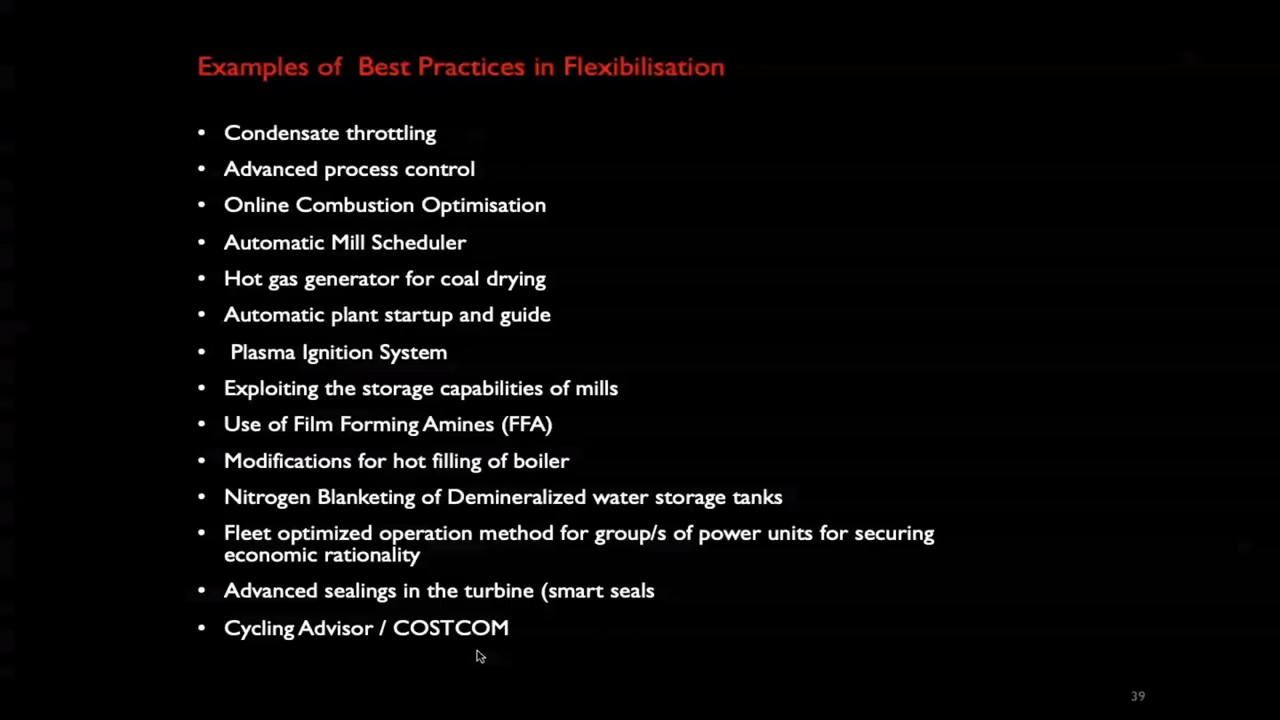 Examples of Best Practices in Flexibilisation
• Condensate throttling
• Advanced process control
• Online Combustion Optimisation
• Automatic Mill Scheduler
• Hot gas generator for coal drying
• Automatic plant startup and guide
• Plasma Ignition System
• Exploiting the storage capabilities of mills
• Use of Film Forming Amines (FFA)
• Modifications for hot filling of boiler
• Nitrogen Blanketing of Demineralized water storage tanks
• Fleet optimized operation method for group/s of power units for securing
economic rationality
• Advanced sealings in the turbine (smart seals
• Cycling Advisor / COSTCOM
39